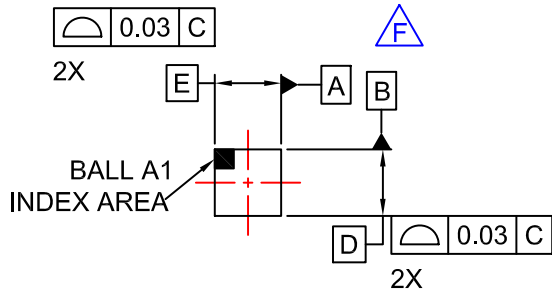 0.03 C
2X
F
E
A
B
BALL A1
INDEX AREA
D
0.03 C
2X